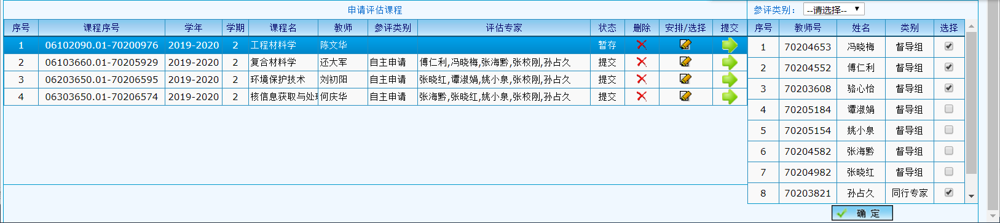 申请评估课程
参评类别： --请选择--
序号 课程序号 学年 学期 课程名 教师 参评类别 评估专家 状态 删除 安排/选择 提交
1 06102090.01-70200976 2019-2020 2 工程材料学 陈文华 暂存
2 06103660.01-70205929 2019-2020 2 复合材料学 还大军 自主申请 傅仁利,冯晓梅,张海黔,张校刚,孙占久 提交
3 06203650.01-70206595 2019-2020 2 环境保护技术 刘初阳 自主申请 张晓红,谭淑娟,姚小泉,张校刚,孙占久 提交
4 06303650.01-70206574 2019-2020 2 核信息获取与处 何庆华 自主申请 张海黔,张晓红,姚小泉,张校刚,孙占久 提交
序号 教师号 姓名 类别 选择
1 70204653 冯晓梅 督导组
2 70204552 傅仁利 督导组
3 70203608 骆心怡 督导组
4 70205184 谭淑娟 督导组
5 70205154 姚小泉 督导组
6 70204582 张海黔 督导组
7 70204982 张晓红 督导组
8 70203821 孙占久 同行专家
确 定